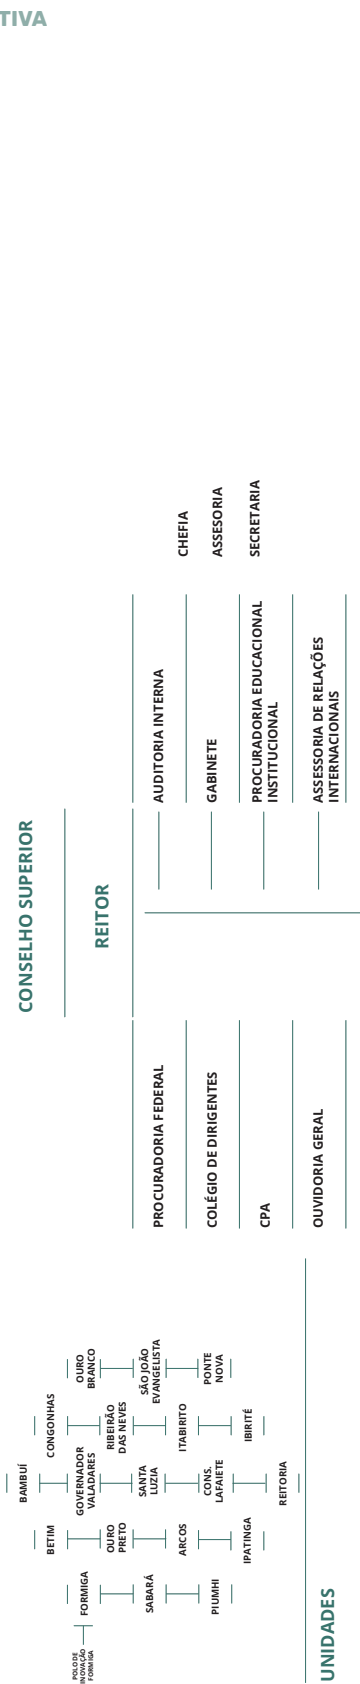 TIVA
CONSELHO SUPERIOR
REITOR
PROCURADORIA FEDERAL
COLÉGIO DE DIRIGENTES
CPA
OUVIDORIA GERAL
AUDITORIA INTERNA
GABINETE
PROCURADORIA EDUCACIONAL
INSTITUCIONAL
ASSESSORIA DE RELAÇÕES
INTERNACIONAIS
CHEFIA
ASSESORIA
SECRETARIA
UNIDADES
POLO DE
INOVAÇÃO
FORMIGA
FORMIGA
SABARÁ
PIUMHI
BETIM
OURO
PRETO
ARCOS
IPATINGA
BAMBUÍ
GOVERNADOR
VALADARES
SANTA
LUZIA
CONS.
LAFAIETE
REITORIA
CONGONHAS
RIBEIRÃO
DAS NEVES
ITABIRITO
IBIRITÉ
OURO
BRANCO
SÃO JOÃO
EVANGELISTA
PONTE
NOVA